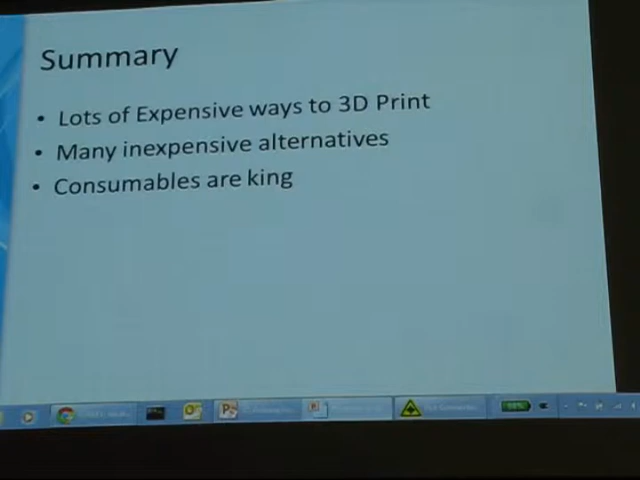 Summary
• Lots of Expensive ways to 3D Print
• Many inexpensive alternatives
• Consumables are king